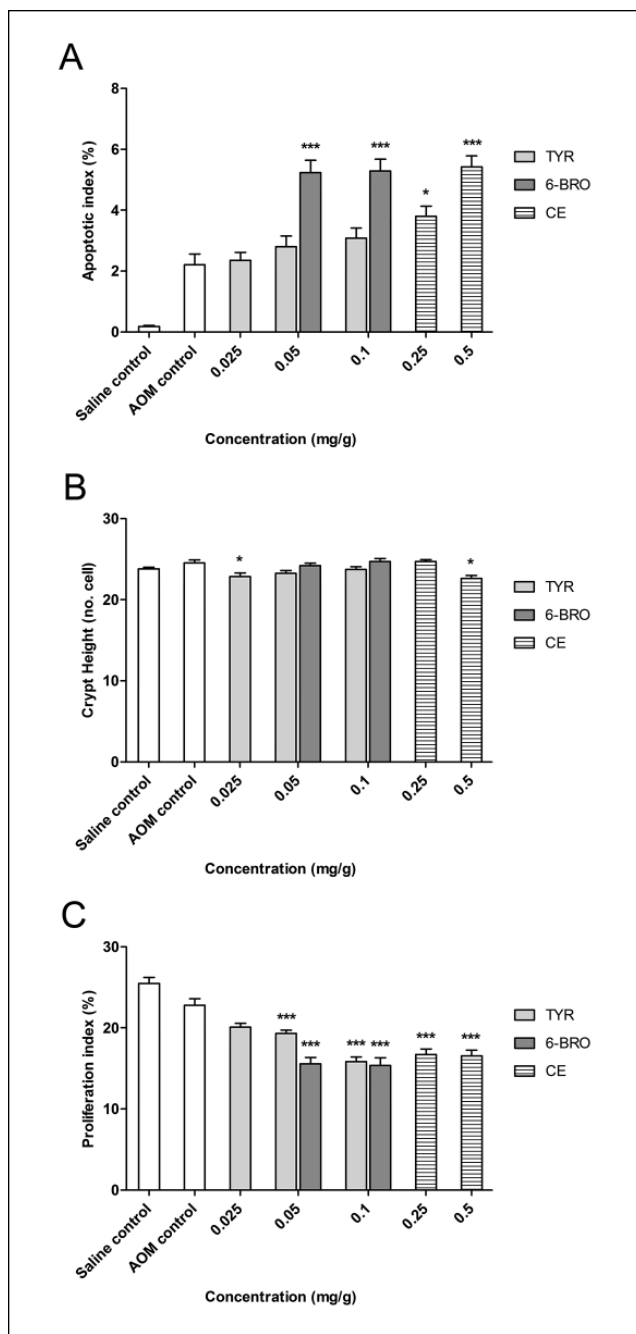 A
Apoptotic index (%)
8
6
4
2
0
*** *** * ***
TYR
6-BRO
CE
Saline control AOM control 0.025 0.05 0.1 0.25 0.5
Concentration (mg/g)
B
Crypt Height (no. cell)
30
20
10
0
* *
TYR
6-BRO
CE
Saline control AOM control 0.025 0.05 0.1 0.25 0.5
Concentration (mg/g)
C
Proliferation index (%)
30
20
10
0
*** *** *** *** *** ***
TYR
6-BRO
CE
Saline control AOM control 0.025 0.05 0.1 0.25 0.5
Concentration (mg/g)